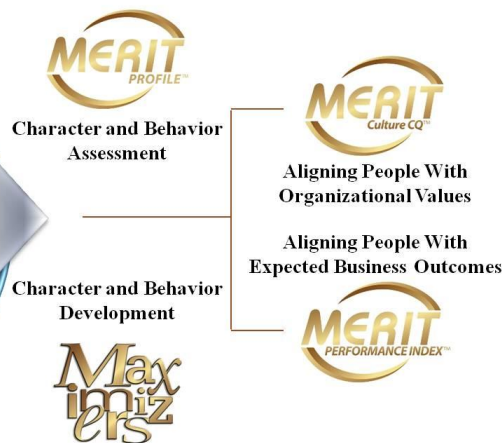 MERIT
PROFILE™
Character and Behavior
Assessment
MERIT
Culture CQ™
Aligning People With
Organizational Values
Aligning People With
Expected Business Outcomes
MERIT
PERFORMANCE INDEX™
Character and Behavior
Development
Max
imiz
ers